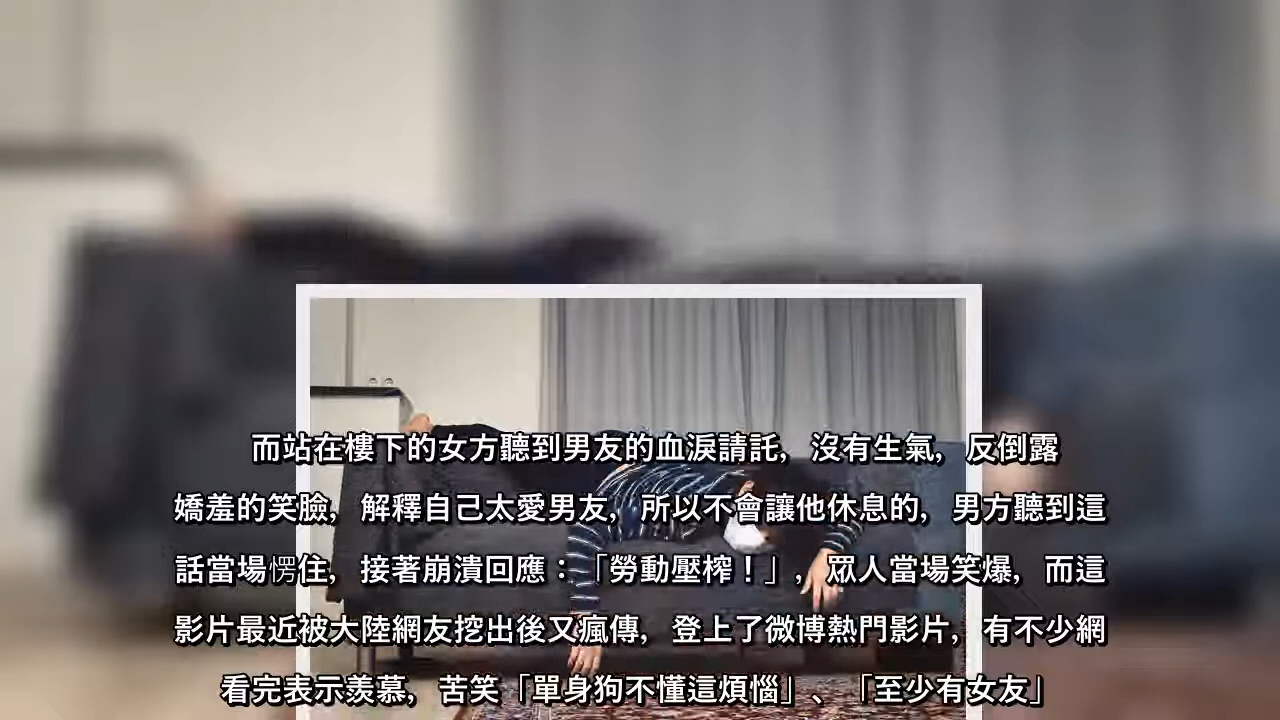 而站在樓下的女方聽到男友的血淚請託，沒有生氣，反倒露
嬌羞的笑臉，解釋自己太愛男友，所以不會讓他休息的，男方聽到這
話當場愣住，接著崩潰回應：「勞動壓榨！」，眾人當場笑爆，而這
影片最近被大陸網友挖出後又瘋傳，登上了微博熱門影片，有不少網
看完表示羨慕，苦笑「單身狗不懂這煩惱」、「至少有女友」